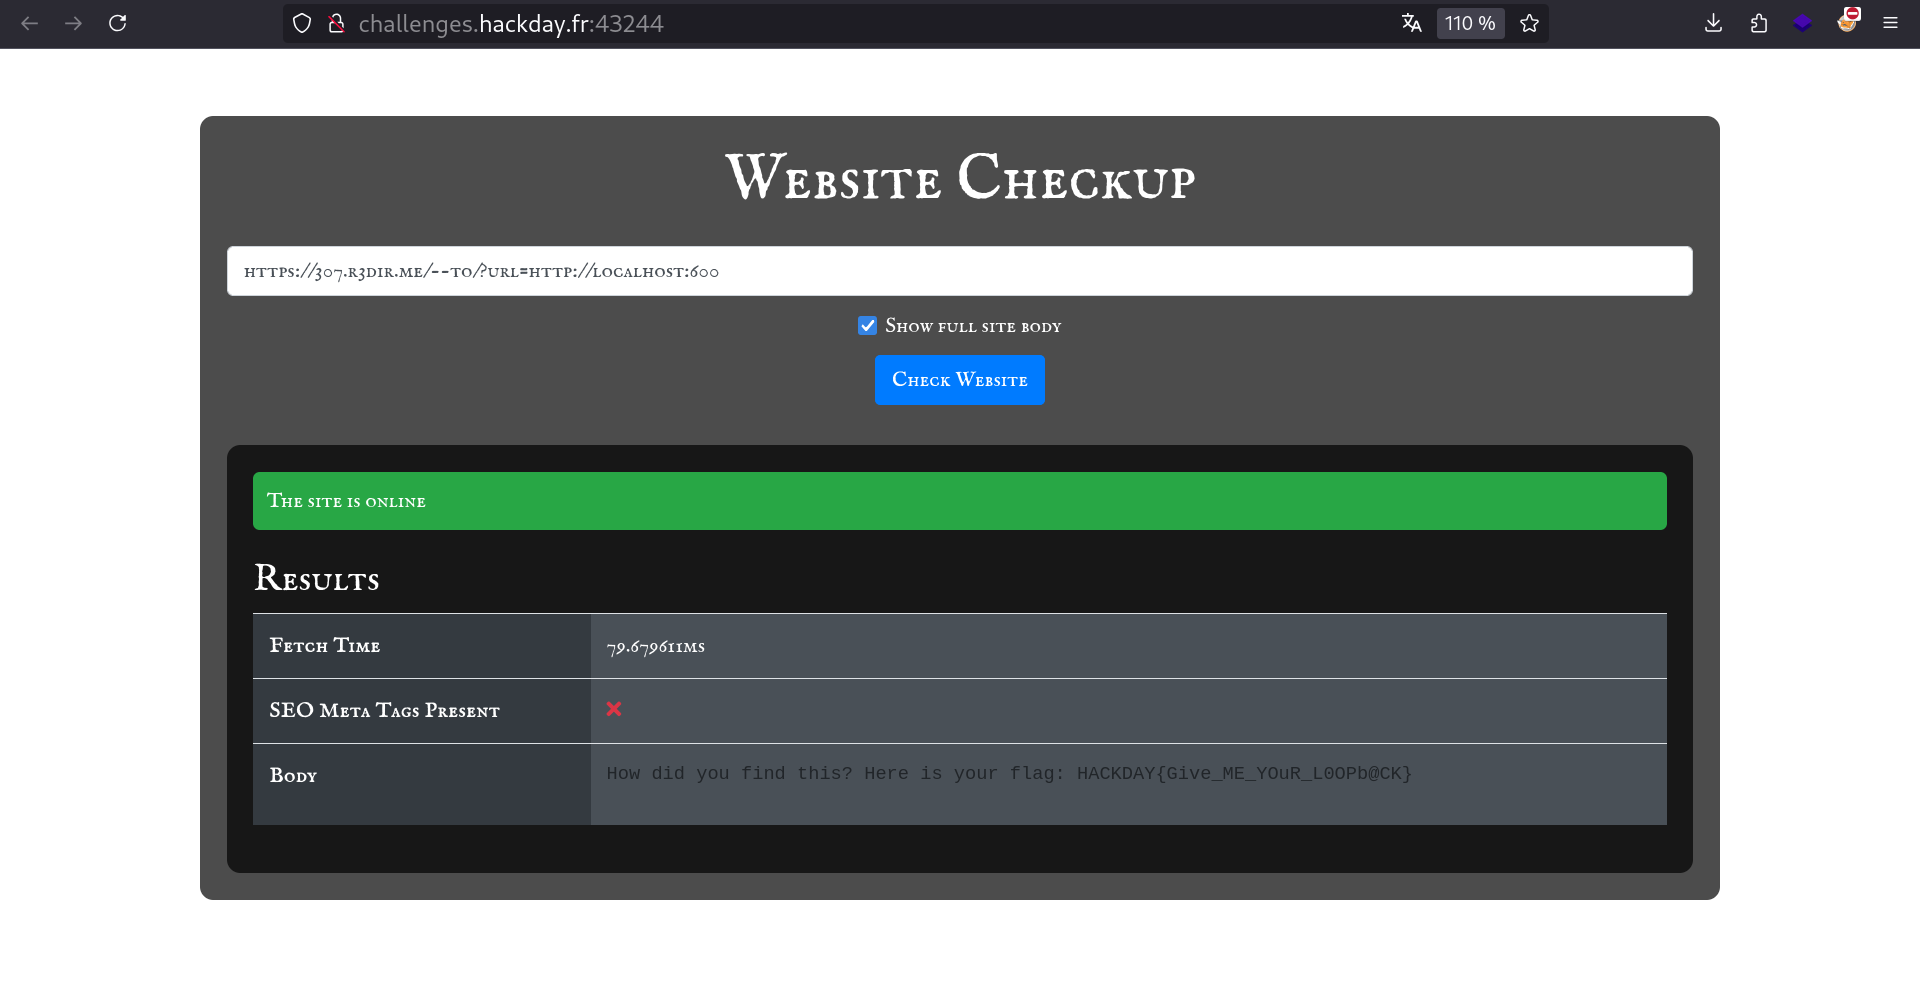 challenges.hackday.fr:43244
110 %
Website Checkup
https://307.r3dir.me/--to/?url=http://localhost:600
Show full site body
Check Website
The site is online
Results
Fetch Time 79.679611ms
SEO Meta Tags Present
Body How did you find this? Here is your flag: HACKDAY{Give_ME_YOuR_L0OPb@CK}